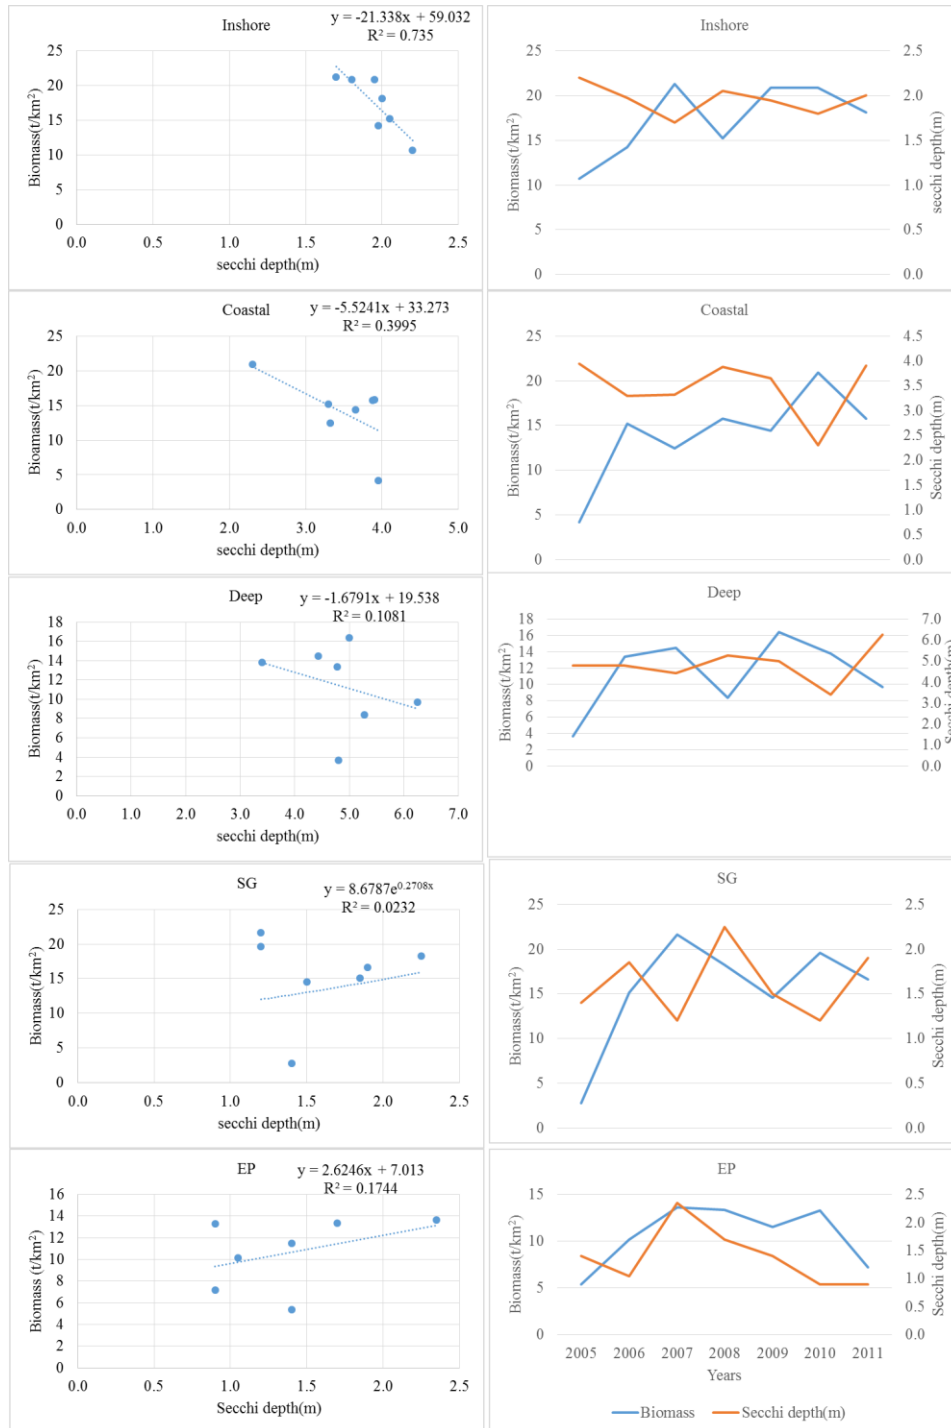 Inshore
y = -21.338x + 59.032
R² = 0.735
Biomass(t/km²)
25
20
15
10
5
0
0.0 0.5 1.0 1.5 2.0 2.5
secchi depth(m)
Inshore
Biomass(t/km²)
25
20
15
10
5
0
2.5
2.0
1.5
1.0
0.5
0.0
secchi depth(m)
Coastal
y = -5.5241x + 33.273
R² = 0.3995
Bioamass(t/km²)
25
20
15
10
5
0
0.0 1.0 2.0 3.0 4.0 5.0
secchi depth(m)
Coastal
Biomass(t/km²)
25
20
15
10
5
0
4.5
4.0
3.5
3.0
2.5
2.0
1.5
1.0
0.5
0.0
Secchi depth(m)
Deep
y = -1.6791x + 19.538
R² = 0.1081
Biomass(t/km²)
18
16
14
12
10
8
6
4
2
0
0.0 1.0 2.0 3.0 4.0 5.0 6.0 7.0
secchi depth(m)
Deep
Biomass(t/km²)
18
16
14
12
10
8
6
4
2
0
7.0
6.0
5.0
4.0
3.0
2.0
1.0
0.0
Secchi depth(m)
SG
y = 8.6787e^0.2708x
R² = 0.0232
Biomass(t/km²)
25
20
15
10
5
0
0.0 0.5 1.0 1.5 2.0 2.5
secchi depth(m)
SG
Biomass(t/km²)
25
20
15
10
5
0
2.5
2.0
1.5
1.0
0.5
0.0
Secchi depth(m)
EP
y = 2.6246x + 7.013
R² = 0.1744
Biomass (t/km²)
16
14
12
10
8
6
4
2
0
0.0 0.5 1.0 1.5 2.0 2.5
Secchi depth(m)
EP
Biomass(t/km²)
15
10
5
0
2.5
2.0
1.5
1.0
0.5
0.0
Secchi depth(m)
2005 2006 2007 2008 2009 2010 2011
Years
Biomass Secchi depth(m)